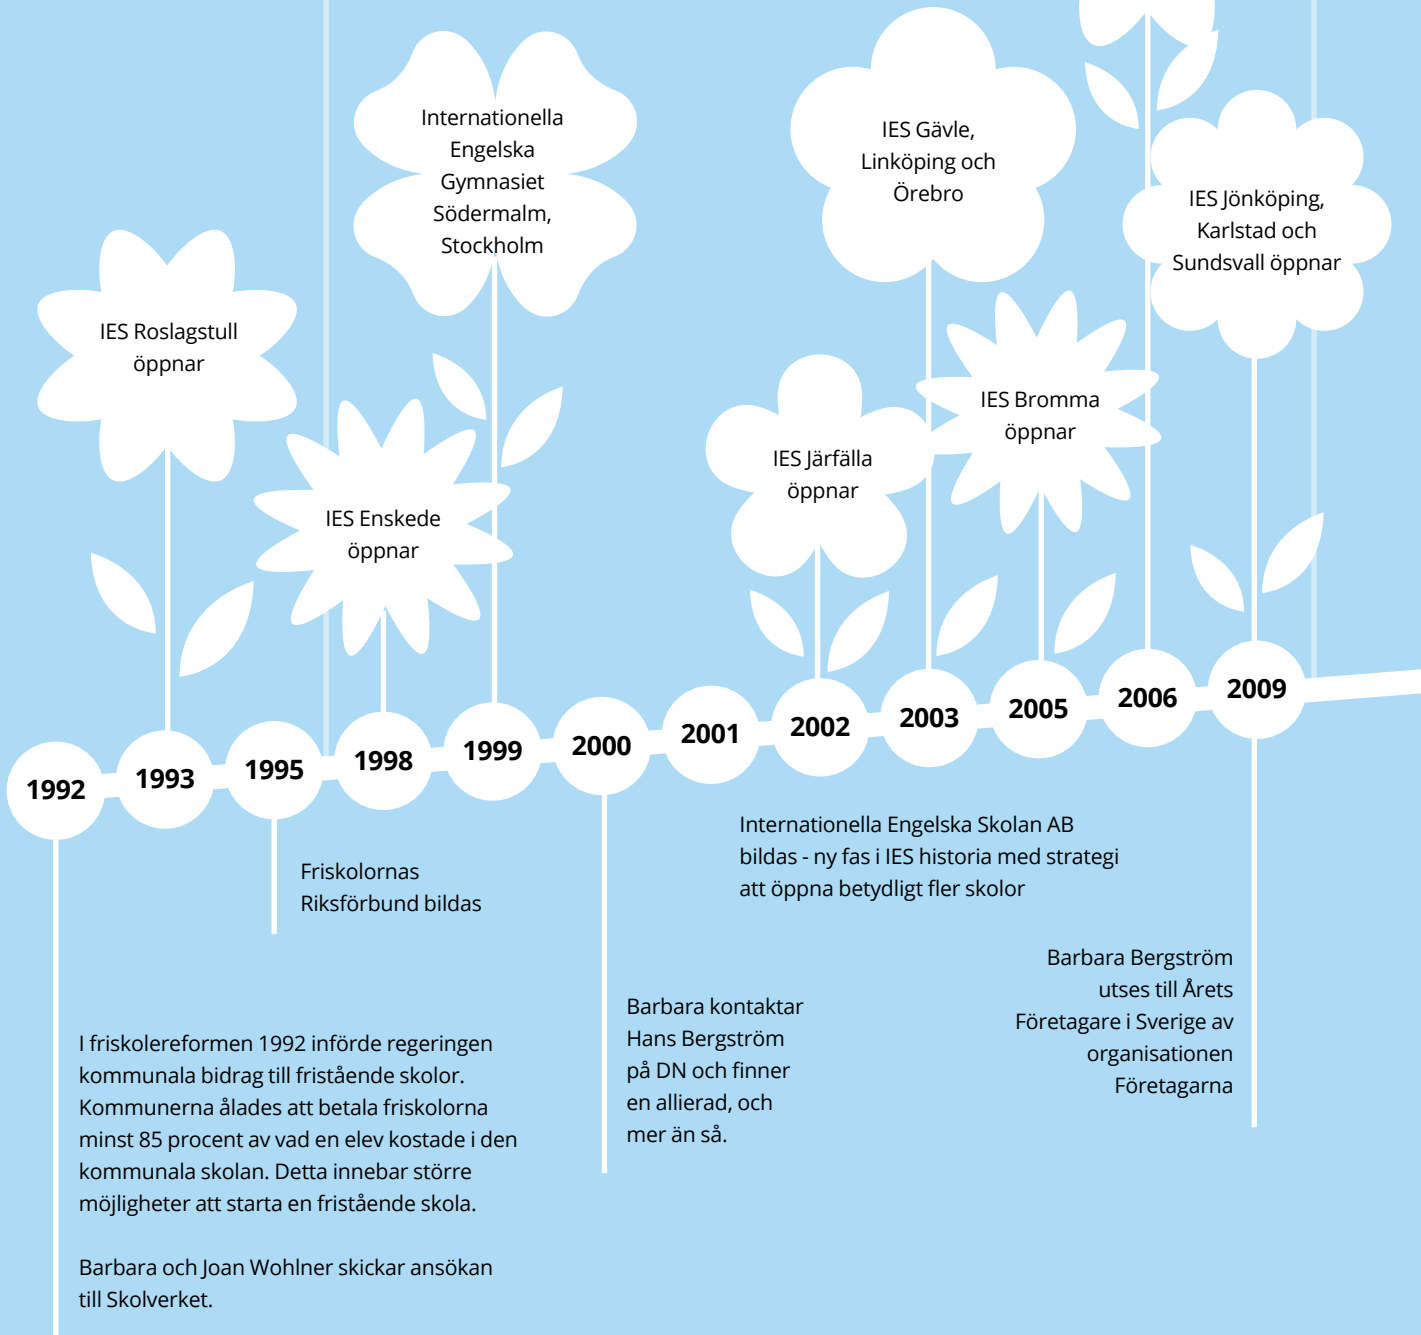 Internationella
Engelska
Gymnasiet
Södermalm,
Stockholm
IES Gävle,
Linköping och
Örebro
IES Jönköping,
Karlstad och
Sundsvall öppnar
IES Roslagstull
öppnar
IES Enskede
öppnar
IES Järfälla
öppnar
IES Bromma
öppnar
1992
1993
1995
1998
1999
2000
2001
2002
2003
2005
2006
2009
Friskolornas
Riksförbund bildas
Internationella Engelska Skolan AB
bildas - ny fas i IES historia med strategi
att öppna betydligt fler skolor
I friskolereformen 1992 införde regeringen
kommunala bidrag till fristående skolor.
Kommunerna ålades att betala friskolorna
minst 85 procent av vad en elev kostade i den
kommunala skolan. Detta innebar större
möjligheter att starta en fristående skola.
Barbara och Joan Wohlner skickar ansökan
till Skolverket.
Barbara kontaktar
Hans Bergström
på DN och finner
en allierad, och
mer än så.
Barbara Bergström
utses till Årets
Företagare i Sverige av
organisationen
Företagarna